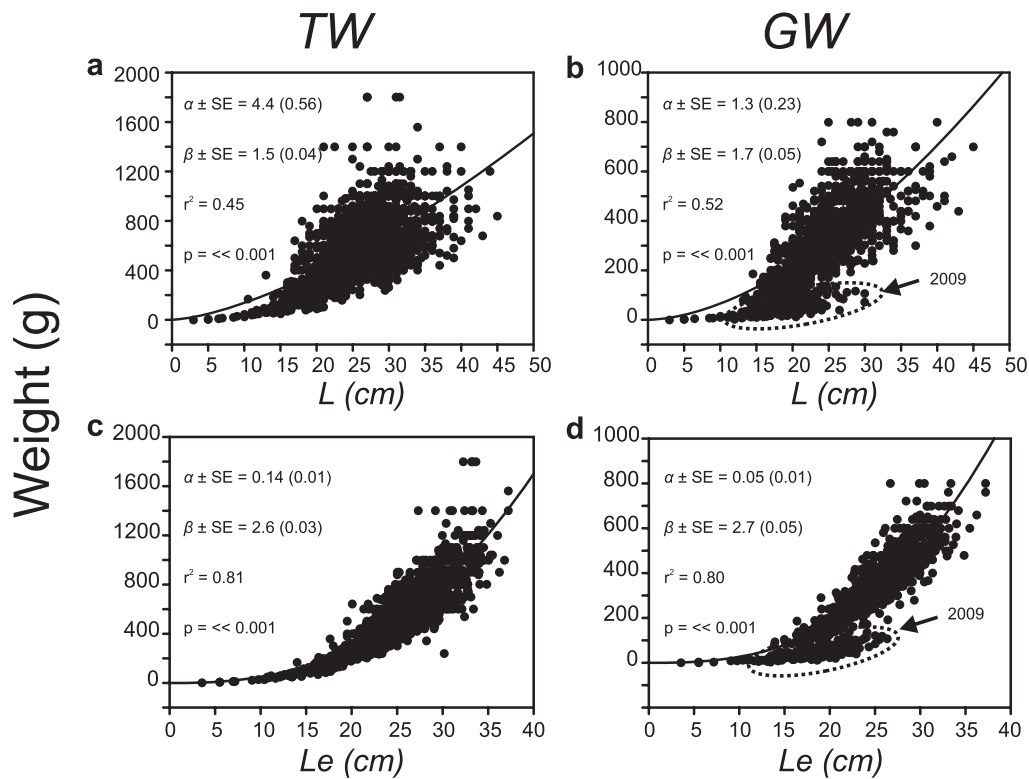 TW
GW
Weight (g)
a
2000
1600
1200
800
400
0
α ± SE = 4.4 (0.56)
β ± SE = 1.5 (0.04)
r² = 0.45
p = << 0.001
0 5 10 15 20 25 30 35 40 45 50
L (cm)
b
1000
800
600
400
200
0
α ± SE = 1.3 (0.23)
β ± SE = 1.7 (0.05)
r² = 0.52
p = << 0.001
2009
0 5 10 15 20 25 30 35 40 45 50
L (cm)
c
2000
1600
1200
800
400
0
α ± SE = 0.14 (0.01)
β ± SE = 2.6 (0.03)
r² = 0.81
p = << 0.001
0 5 10 15 20 25 30 35 40
Le (cm)
d
1000
800
600
400
200
0
α ± SE = 0.05 (0.01)
β ± SE = 2.7 (0.05)
r² = 0.80
p = << 0.001
2009
0 5 10 15 20 25 30 35 40
Le (cm)